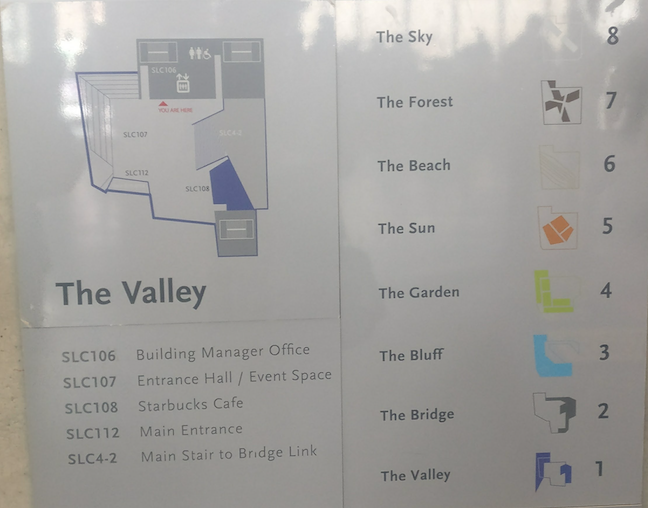 SLC106
YOU ARE HERE
SLC107
SLC4-2
SLC112
SLC108
The Valley
SLC106 Building Manager Office
SLC107 Entrance Hall / Event Space
SLC108 Starbucks Cafe
SLC112 Main Entrance
SLC4-2 Main Stair to Bridge Link
The Sky 8
The Forest 7
The Beach 6
The Sun 5
The Garden 4
The Bluff 3
The Bridge 2
The Valley 1